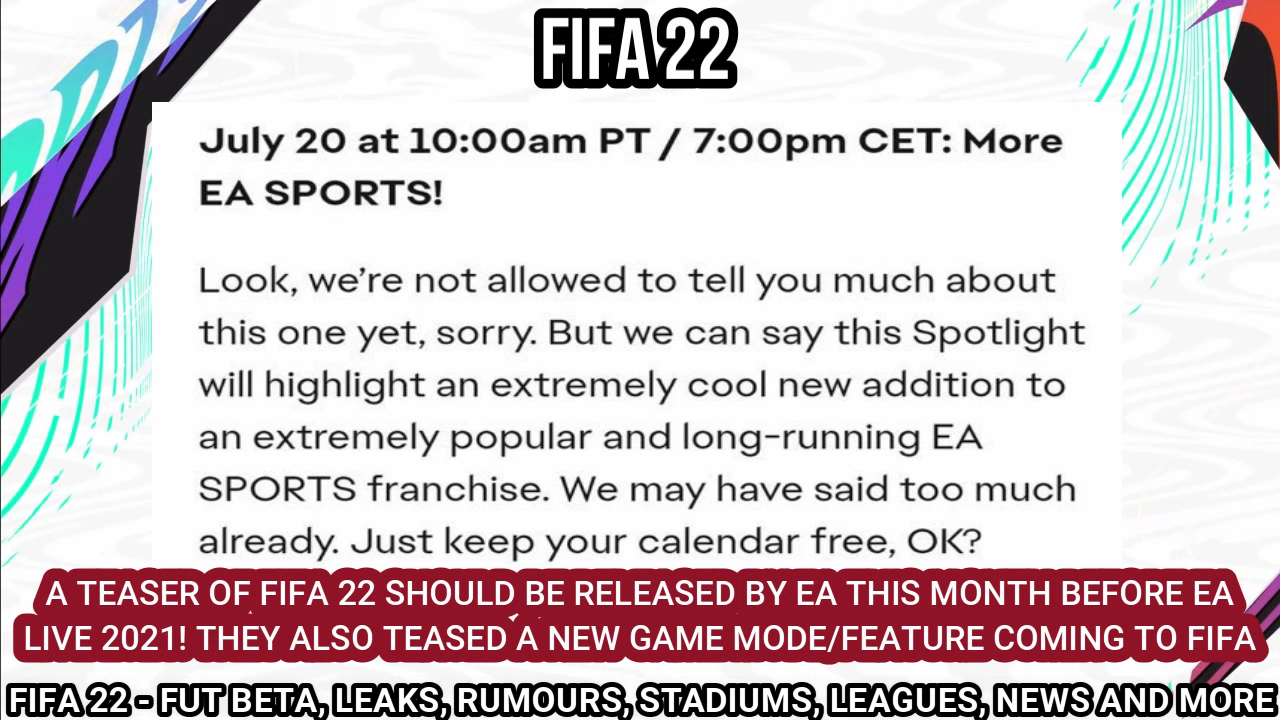 FIFA 22
July 20 at 10:00am PT / 7:00pm CET: More
EA SPORTS!
Look, we’re not allowed to tell you much about
this one yet, sorry. But we can say this Spotlight
will highlight an extremely cool new addition to
an extremely popular and long-running EA
SPORTS franchise. We may have said too much
already. Just keep your calendar free, OK?
A TEASER OF FIFA 22 SHOULD BE RELEASED BY EA THIS MONTH BEFORE EA
LIVE 2021! THEY ALSO TEASED A NEW GAME MODE/FEATURE COMING TO FIFA
FIFA 22 - FUT BETA, LEAKS, RUMOURS, STADIUMS, LEAGUES, NEWS AND MORE